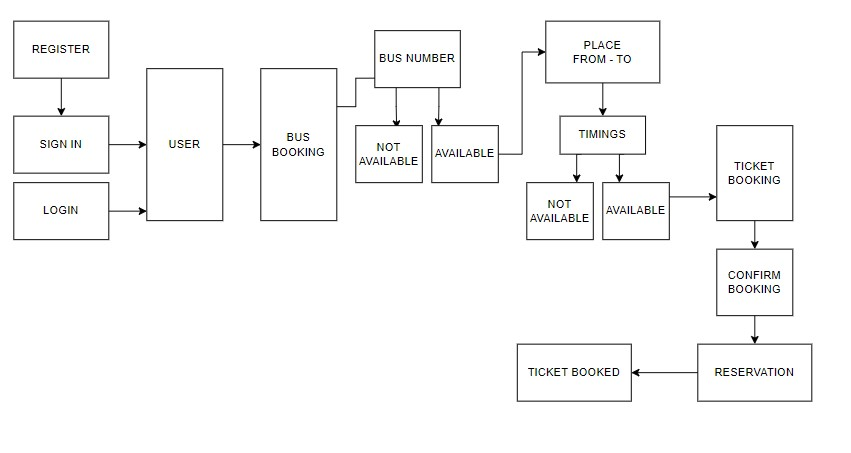 REGISTER
SIGN IN
LOGIN
USER
BUS
BOOKING
BUS NUMBER
NOT
AVAILABLE
AVAILABLE
PLACE
FROM - TO
TIMINGS
NOT
AVAILABLE
AVAILABLE
TICKET
BOOKING
CONFIRM
BOOKING
RESERVATION
TICKET BOOKED